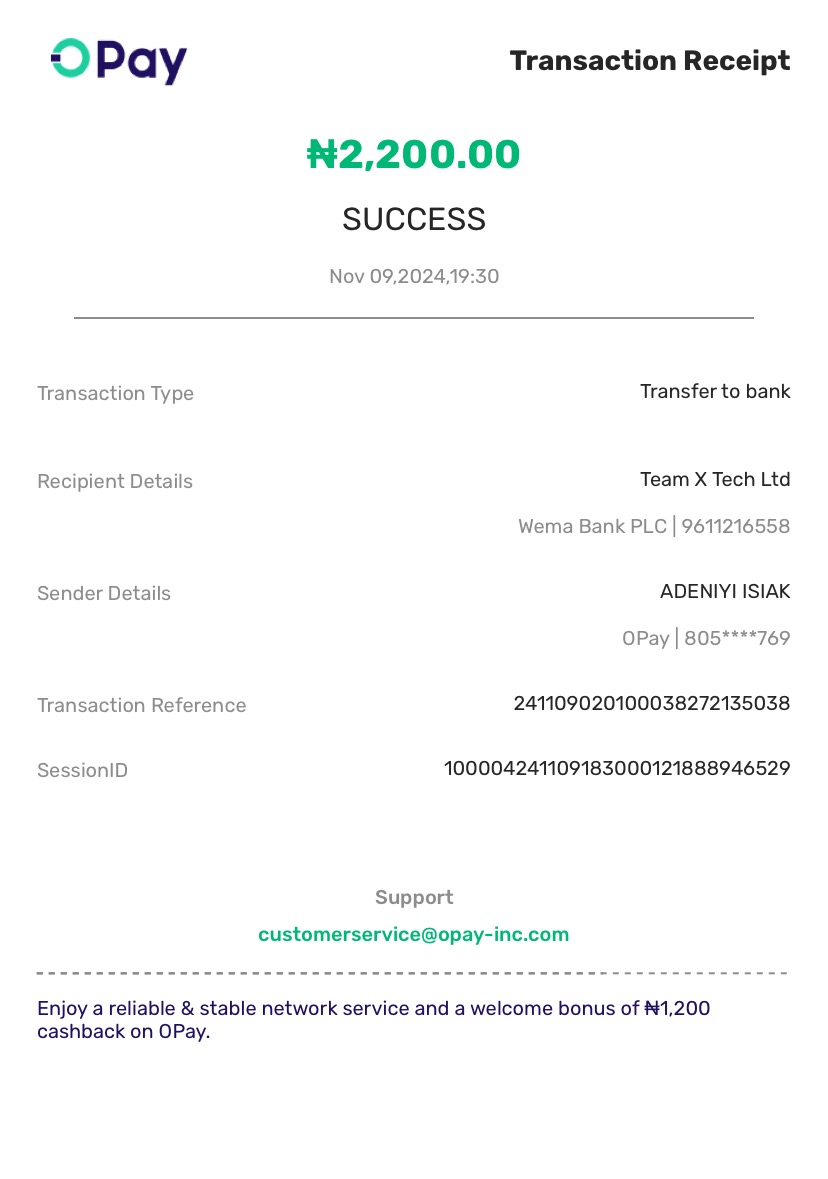 OPay
Transaction Receipt
₦2,200.00
SUCCESS
Nov 09,2024,19:30
Transaction Type
Transfer to bank
Recipient Details
Team X Tech Ltd
Wema Bank PLC | 9611216558
Sender Details
ADENIYI ISIAK
OPay | 805****769
Transaction Reference
241109020100038272135038
SessionID
100004241109183000121888946529
Support
customerservice@opay-inc.com
Enjoy a reliable & stable network service and a welcome bonus of ₦1,200
cashback on OPay.